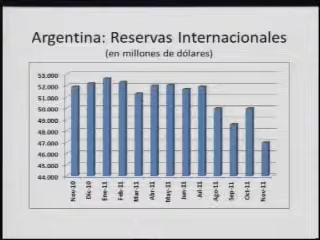 Argentina: Reservas Internacionales
(en millones de dólares)
53.000
52.000
51.000
50.000
49.000
48.000
47.000
46.000
45.000
44.000
Nov-10
Dic-10
Ene-11
Feb-11
Mar-11
Abr-11
May-11
Jun-11
Jul-11
Ago-11
Sep-11
Oct-11
Nov-11